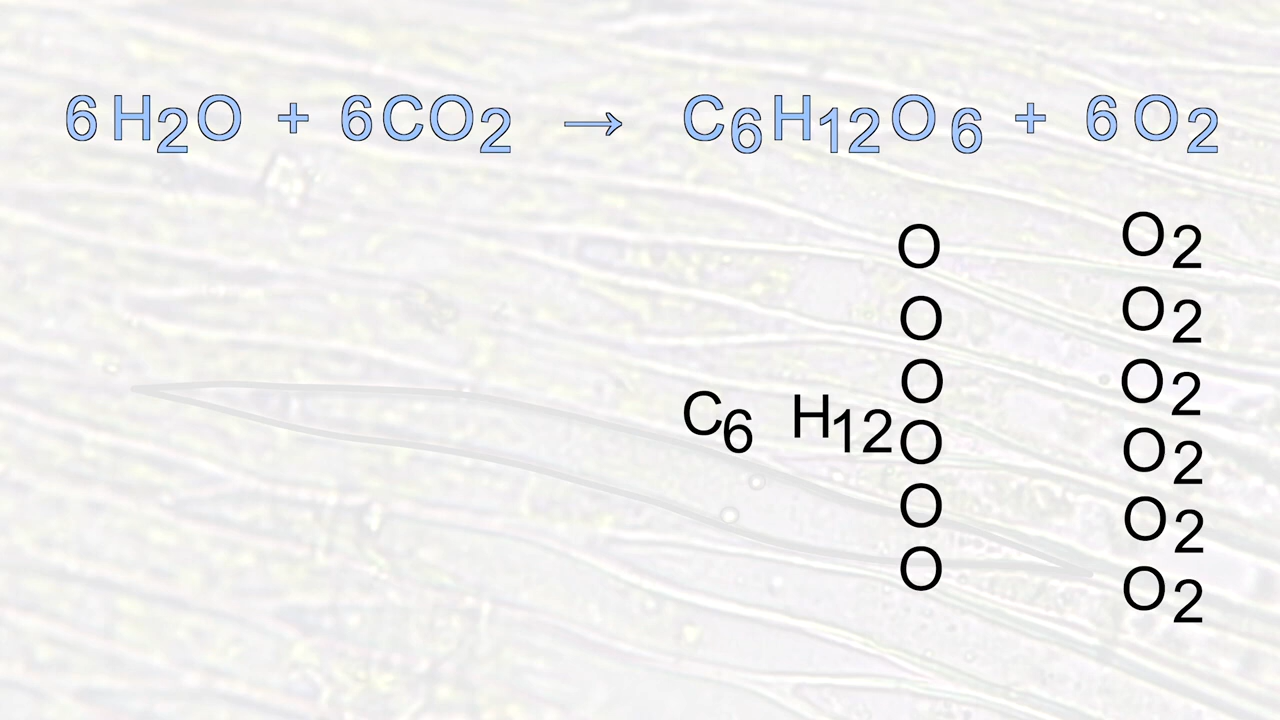 6H₂O + 6CO₂ → C₆H₁₂O₆ + 6O₂
O O₂
O O₂
O O₂
C₆ H₁₂O O₂
O O₂
O O₂